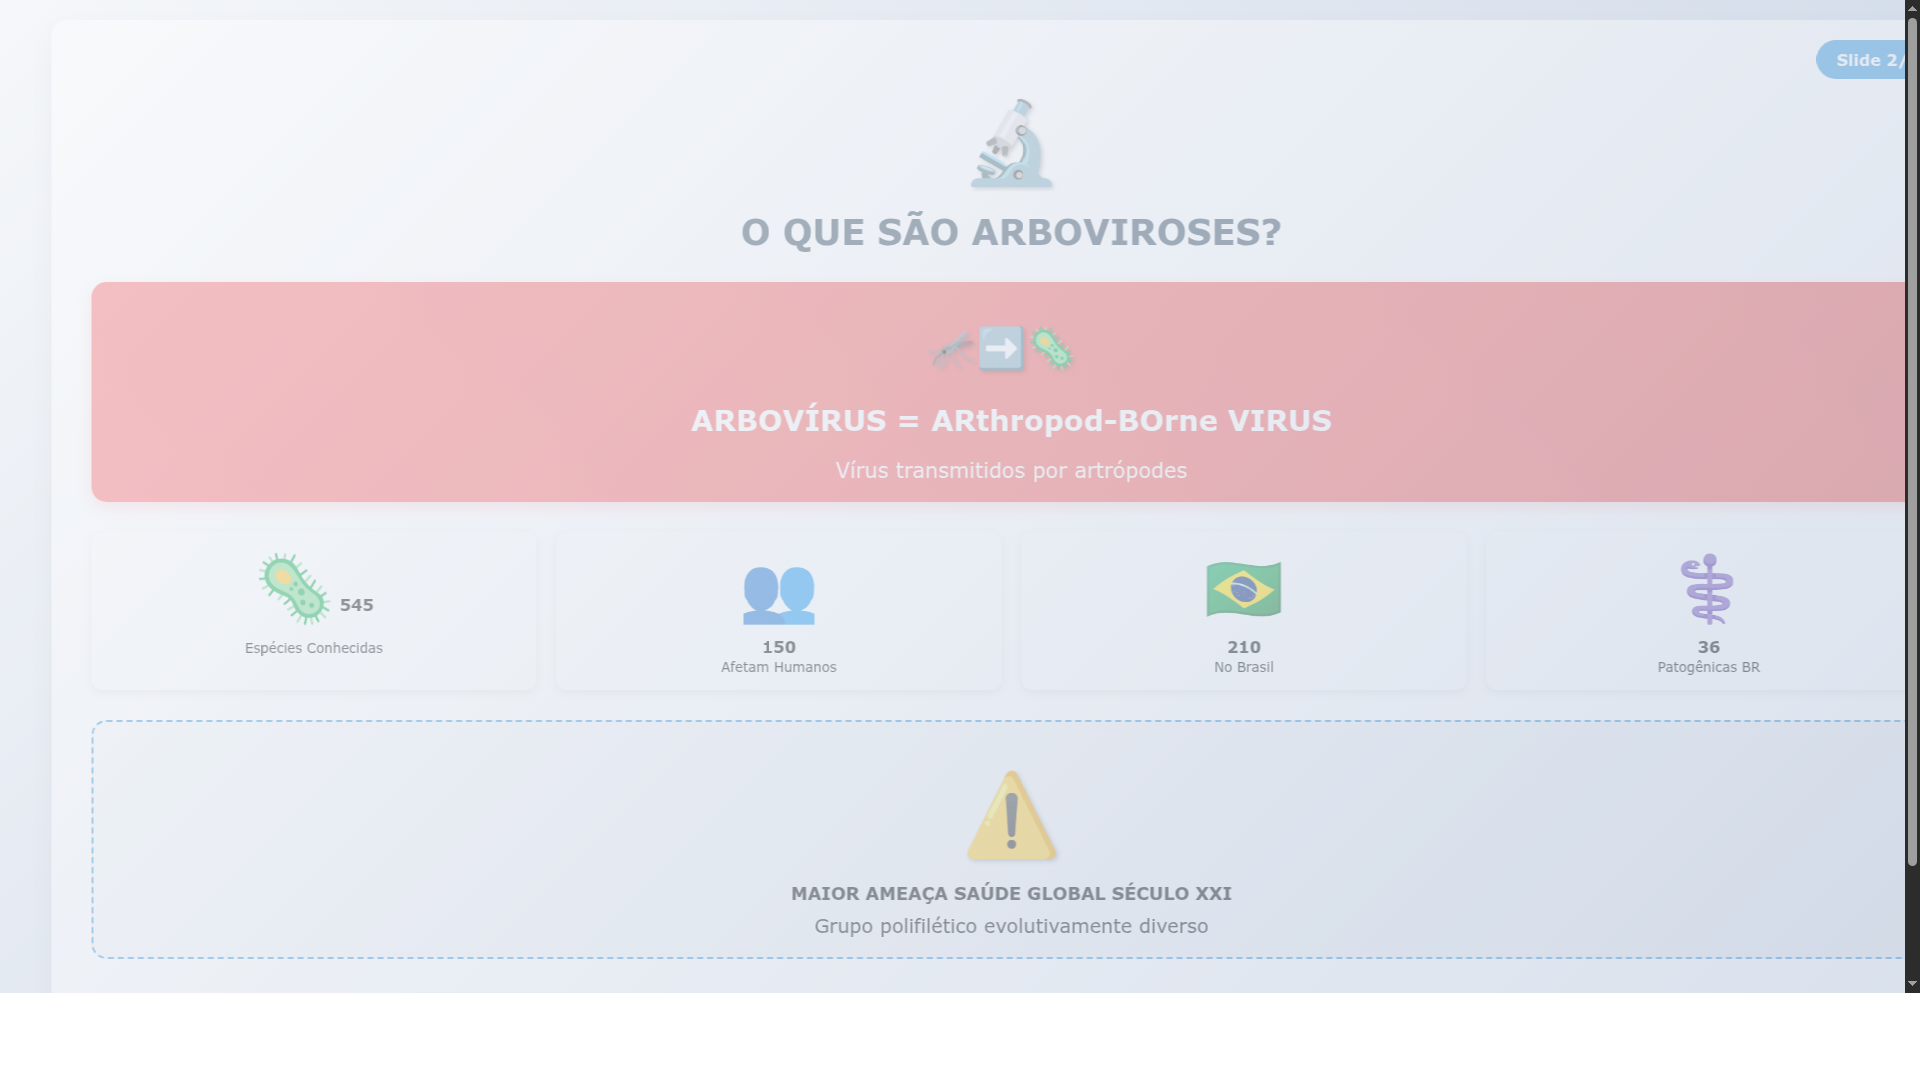 Slide 2/
O QUE SÃO ARBOVIROSES?
ARBOVÍRUS = ARthropod-BOrne VIRUS
Vírus transmitidos por artrópodes
545
Espécies Conhecidas
150
Afetam Humanos
210
No Brasil
36
Patogênicas BR
MAIOR AMEAÇA SAÚDE GLOBAL SÉCULO XXI
Grupo polifilético evolutivamente diverso